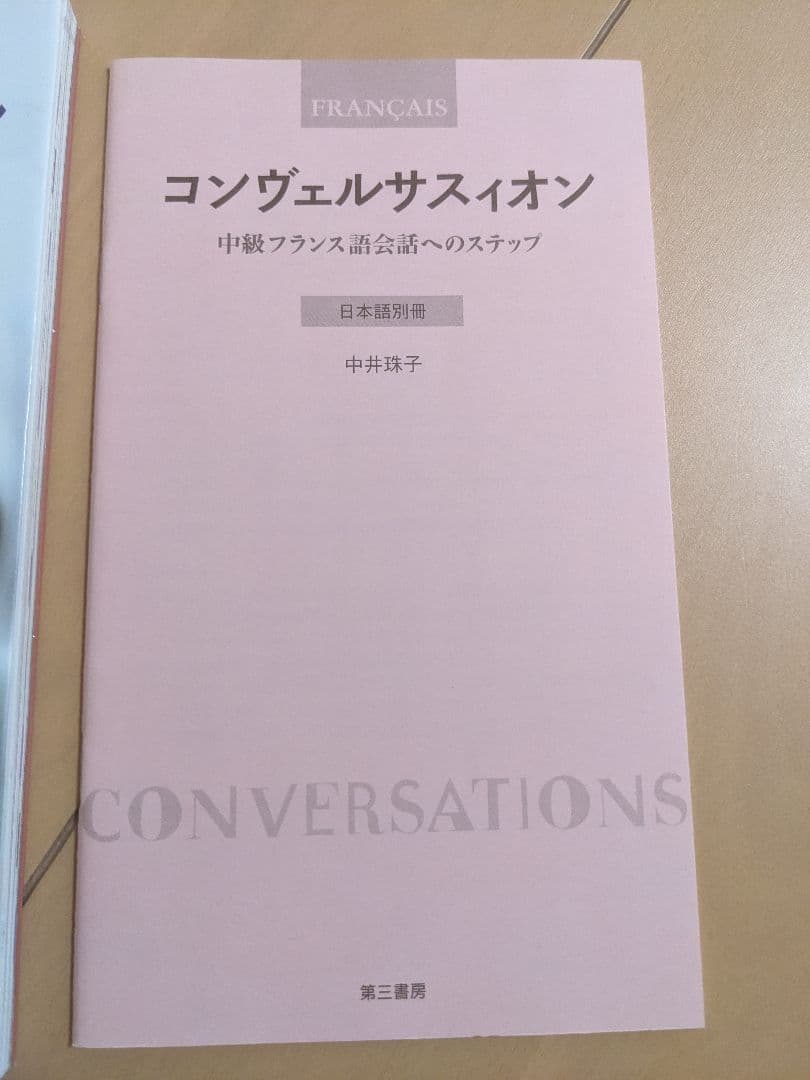 FRANÇAIS
コンヴェルサスィオン
中級フランス語会話へのステップ
日本語別冊
中井珠子
CONVERSATIONS
第三書房